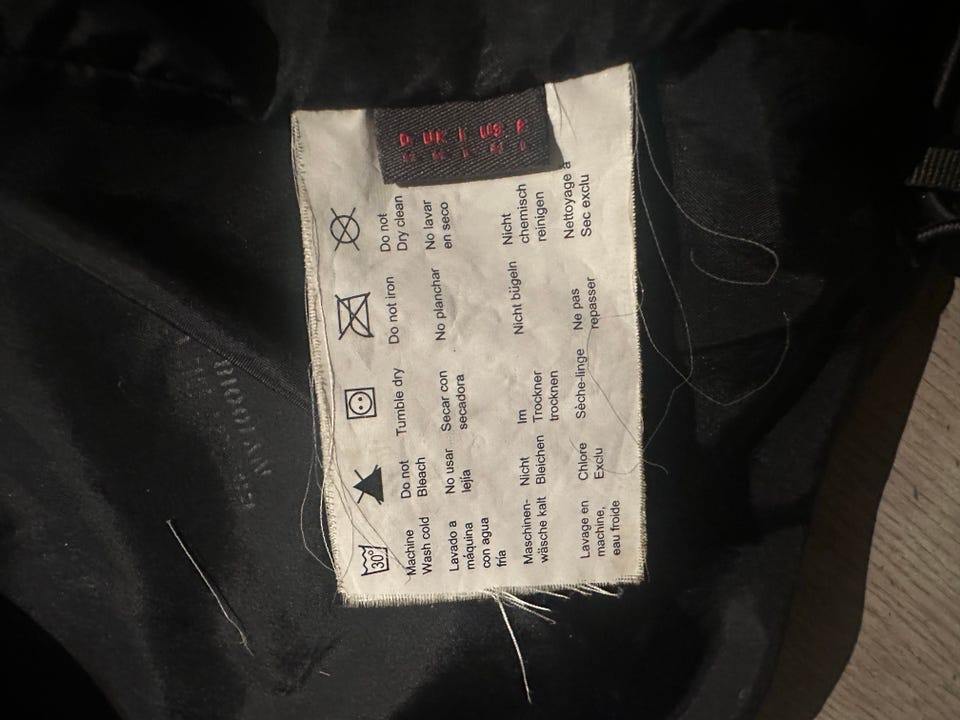 D UK I US F
30°
Machine
Wash cold
Do not
Bleach
Tumble dry
Do not iron
Do not
Dry clean
Lavado a
máquina
con agua
fría
No usar
lejia
Secar con
secadora
No planchar
No lavar
en seco
Maschinen-
wäsche kalt
Nicht
Bleichen
Im
Trockner
trocknen
Nicht bügeln
Nicht
chemisch
reinigen
Lavage en
machine,
eau froide
Chlore
Exclu
Sèche-linge
Ne pas
repasser
Nettoyage à
Sec exclu